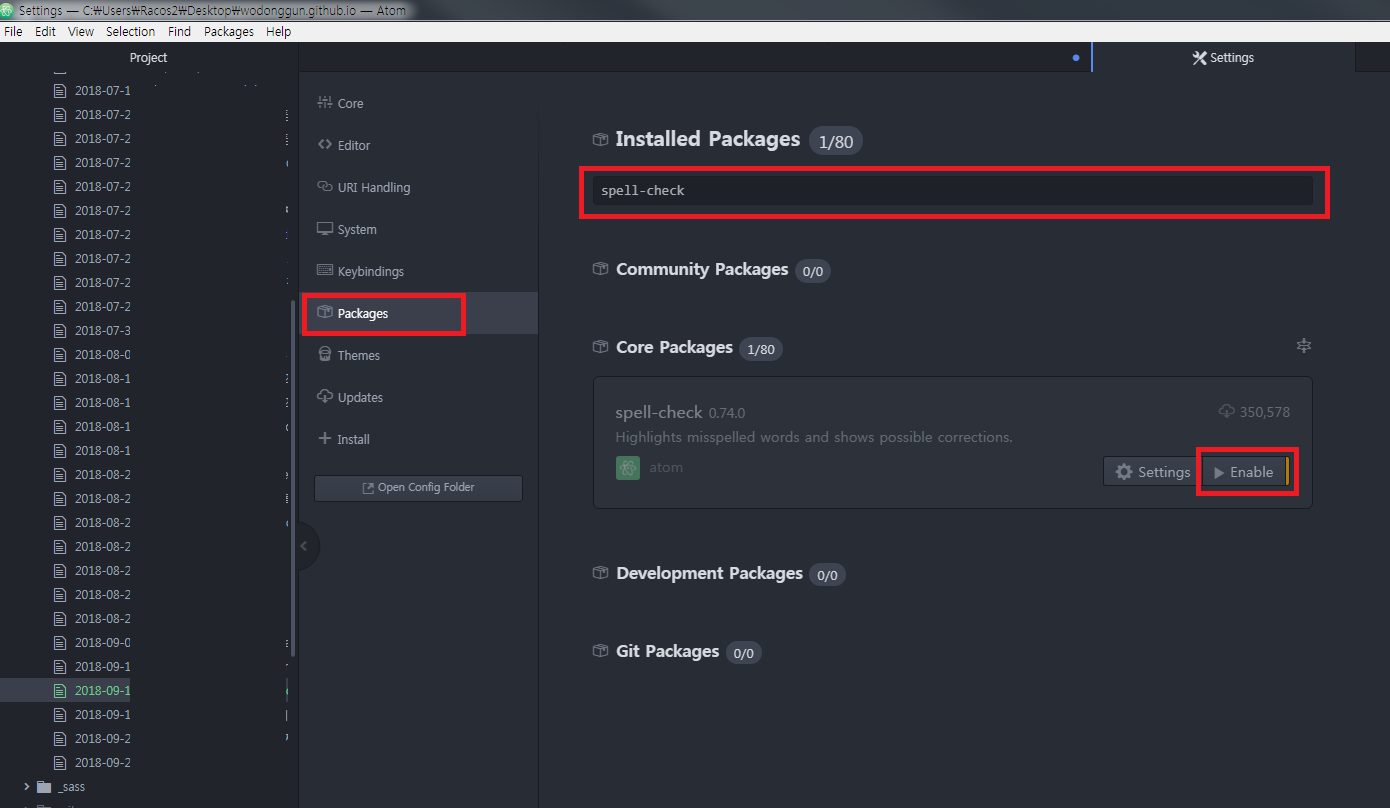 Settings — C:₩Users₩Racos2₩Desktop₩wodonggun.github.io — Atom
File Edit View Selection Find Packages Help
Project
Settings
2018-07-1
2018-07-2
2018-07-2
2018-07-2
2018-07-2
2018-07-2
2018-07-2
2018-07-2
2018-07-2
2018-07-2
2018-07-3
2018-08-0
2018-08-1
2018-08-1
2018-08-1
2018-08-1
2018-08-2
2018-08-2
2018-08-2
2018-08-2
2018-08-2
2018-08-2
2018-08-2
2018-09-0
2018-09-1
2018-09-1
2018-09-1
2018-09-2
2018-09-2
_sass
Core
Editor
URI Handling
System
Keybindings
Packages
Themes
Updates
Install
Open Config Folder
Installed Packages 1/80
spell-check
Community Packages 0/0
Core Packages 1/80
spell-check 0.74.0 350,578
Highlights misspelled words and shows possible corrections.
atom
Settings Enable
Development Packages 0/0
Git Packages 0/0